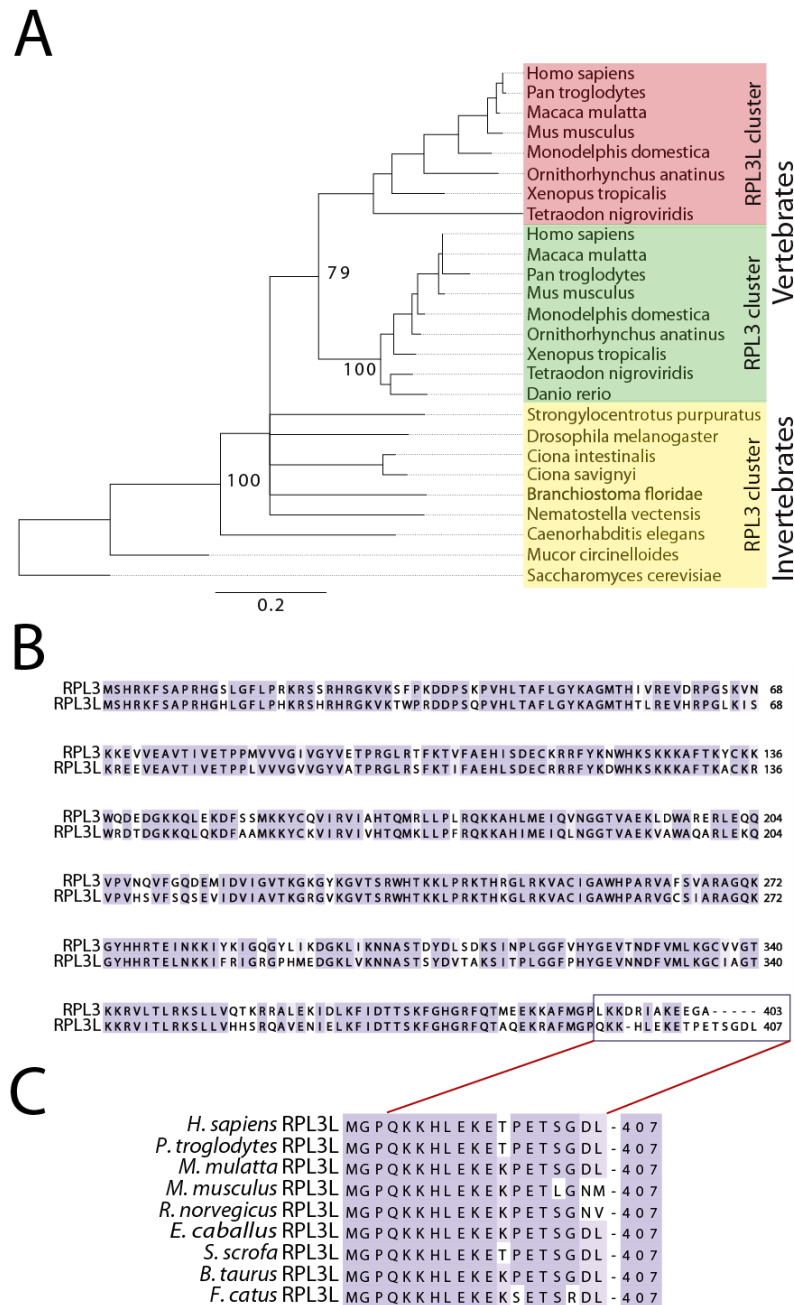 A
Homo sapiens
Pan troglodytes
Macaca mulatta
Mus musculus
Monodelphis domestica
Ornithorhynchus anatinus
Xenopus tropicalis
Tetraodon nigroviridis
RPL3L cluster
Homo sapiens
Macaca mulatta
Pan troglodytes
Mus musculus
Monodelphis domestica
Ornithorhynchus anatinus
Xenopus tropicalis
Tetraodon nigroviridis
Danio rerio
RPL3 cluster
Vertebrates
Strongylocentrotus purpuratus
Drosophila melanogaster
Ciona intestinalis
Ciona savignyi
Branchiostoma floridae
Nematostella vectensis
Caenorhabditis elegans
Mucor circinelloides
Saccharomyces cerevisiae
RPL3 cluster
Invertebrates
79
100
100
0.2
B
RPL3 MSHRKFSAPRHGSLGFLPRKRSSRHRGKVKSFPKDDPSKPVHLTAFLGYKAGMTHIVREVDRPGSKVN 68
RPL3L MSHRKFSAPRHGHLGFLPHKRSHRHRGKVKTWPRDDPSQPVHLTAFLGYKAGMTHTLREVHRPGLKIS 68
RPL3 KKEVVEAVTIVETPPMVVVGIVGYVETPRGLRTFKTVFAEHISDECKRRFYKNWHKSKKKAFTKYCKK 136
RPL3L KREEVEAVTIVETPPLVVVGVVGYVATPRGLRSFKTIFAEHLSDECRRRFYKDWHKSKKKAFTKACKR 136
RPL3 WQDEDGKKQLEKDFSSMKKYCQVIRVIAHTQMRLLPLRQKKAHLMEIQVNGGTVAEKLDWARERLEQQ 204
RPL3L WRDTDGKKQLQKDFAAMKKYCKVIRVIVHTQMKLLPFRQKKAHIMEIQLNGGTVAEKVAWAQARLEKQ 204
RPL3 VPVNQVFGQDEMIDVIGVTKGKGYKGVTSRWHTKKLPRKTHRGLRKVACIGAWHPARVAFSVARAGQK 272
RPL3L VPVHSVFSQSEVIDVIAVTKGRGVKGVTSRWHTKKLPRKTHKGLRKVACIGAWHPARVGCSIARAGQK 272
RPL3 GYHHRTEINKKIYKIGQGYLIKDGKLIKNNASTDYDLSDKSINPLGGFVHYGEVTNDFVMLKGCVVGT 340
RPL3L GYHHRTELNKKIFRIGRGPHMEDGKLVKNNASTSYDVTAKSITPLGGFPHYGEVNNDFVMLKGCIAGT 340
RPL3 KKRVLTLRKSLLVQTKRRALEKIDLKFIDTTSKFGHGRFQTMEEKKAFMGPLKKDRIAKEEGA----- 403
RPL3L KKRVITLRKSLLVHHSRQAVENIELKFIDTTSKFGHGRFQTAQEKRAFMGPQKK-HLEKETPETSGDL 407
C
H. sapiens RPL3L MGPQKKHLEKETPETSGDL-407
P. troglodytes RPL3L MGPQKKHLEKETPETSGDL-407
M. mulatta RPL3L MGPQKKHLEKEKPETSGDL-407
M. musculus RPL3L MGPQKKHLEKEKPETLGNM-407
R. norvegicus RPL3L MGPQKKHLEKEKPETSGNV-407
E. caballus RPL3L MGPQKKHLEKEKPETSGDL-407
S. scrofa RPL3L MGPQKKHLEKETPETSGDL-407
B. taurus RPL3L MGPQKKHLEKEKPETSGDL-407
F. catus RPL3L MGPQKKHLEKEKSETSRDL-407